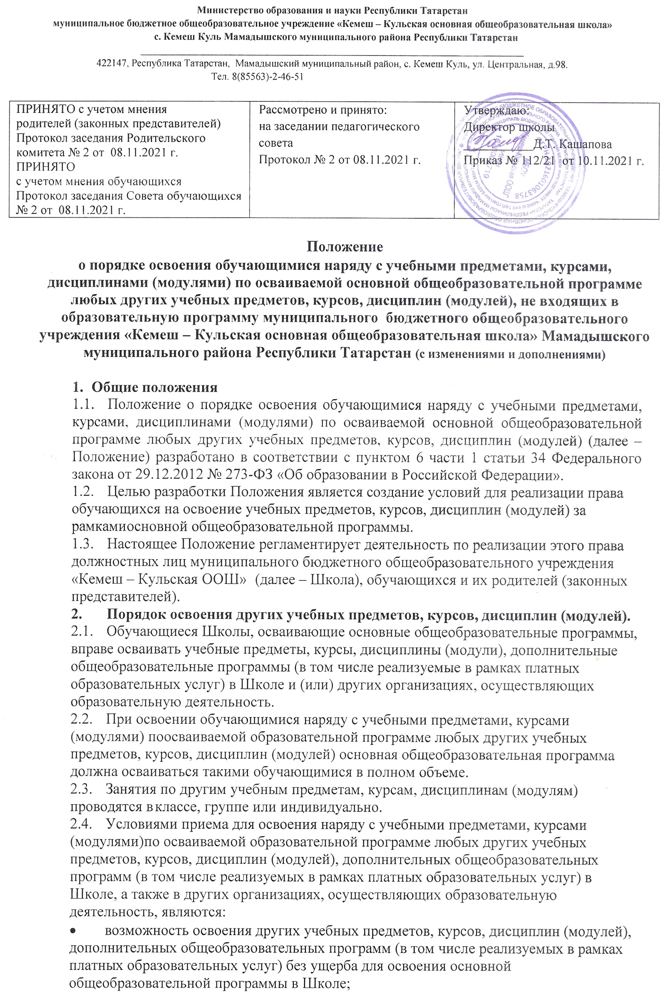 Министерство образования и науки Республики Татарстан
муниципальное бюджетное общеобразовательное учреждение «Кемеш – Кульская основная общеобразовательная школа»
с. Кемеш Куль Мамадышского муниципального района Республики Татарстан
422147, Республика Татарстан,  Мамадышский муниципальный район, с. Кемеш Куль, ул. Центральная, д.98.
Тел. 8(85563)-2-46-51
ПРИНЯТО с учетом мнения
родителей (законных представителей)
Протокол заседания Родительского
комитета № 2 от  08.11.2021 г.
ПРИНЯТО
с учетом мнения обучающихся
Протокол заседания Совета обучающихся
№ 2 от  08.11.2021 г.
Рассмотрено и принято:
на заседании педагогического
совета
Протокол № 2 от 08.11.2021 г.
Утверждаю:
Директор школы
Д.Т. Кашапова
Приказ № 112/21  от 10.11.2021 г.
ОГРН 1021601063758
МБОУ
"Кемеш-Кульская ООШ"
ИНН
Положение
о порядке освоения обучающимися наряду с учебными предметами, курсами,
дисциплинами (модулями) по осваиваемой основной общеобразовательной программе
любых других учебных предметов, курсов, дисциплин (модулей), не входящих в
образовательную программу муниципального  бюджетного общеобразовательного
учреждения «Кемеш – Кульская основная общеобразовательная школа» Мамадышского
муниципального района Республики Татарстан (с изменениями и дополнениями)
1.  Общие положения
1.1.   Положение о порядке освоения обучающимися наряду с учебными предметами,
курсами, дисциплинами (модулями) по осваиваемой основной общеобразовательной
программе любых других учебных предметов, курсов, дисциплин (модулей) (далее –
Положение) разработано в соответствии с пунктом 6 части 1 статьи 34 Федерального
закона от 29.12.2012 № 273-ФЗ «Об образовании в Российской Федерации».
1.2.   Целью разработки Положения является создание условий для реализации права
обучающихся на освоение учебных предметов, курсов, дисциплин (модулей) за
рамкамиосновной общеобразовательной программы.
1.3.   Настоящее Положение регламентирует деятельность по реализации этого права
должностных лиц муниципального бюджетного общеобразовательного учреждения
«Кемеш – Кульская ООШ»  (далее – Школа), обучающихся и их родителей (законных
представителей).
2.   Порядок освоения других учебных предметов, курсов, дисциплин (модулей).
2.1.   Обучающиеся Школы, осваивающие основные общеобразовательные программы,
вправе осваивать учебные предметы, курсы, дисциплины (модули), дополнительные
общеобразовательные программы (в том числе реализуемые в рамках платных
образовательных услуг) в Школе и (или) других организациях, осуществляющих
образовательную деятельность.
2.2.   При освоении обучающимися наряду с учебными предметами, курсами
(модулями) поосваиваемой образовательной программе любых других учебных
предметов, курсов, дисциплин (модулей) основная общеобразовательная программа
должна осваиваться такими обучающимися в полном объеме.
2.3.   Занятия по другим учебным предметам, курсам, дисциплинам (модулям)
проводятся в классе, группе или индивидуально.
2.4.   Условиями приема для освоения наряду с учебными предметами, курсами
(модулями)по осваиваемой образовательной программе любых других учебных
предметов, курсов, дисциплин (модулей), дополнительных общеобразовательных
программ (в том числе реализуемых в рамках платных образовательных услуг) в
Школе, а также в других организациях, осуществляющих образовательную
деятельность, являются:
•   возможность освоения других учебных предметов, курсов, дисциплин (модулей),
дополнительных общеобразовательных программ (в том числе реализуемых в рамках
платных образовательных услуг) без ущерба для освоения основной
общеобразовательной программы в Школе;